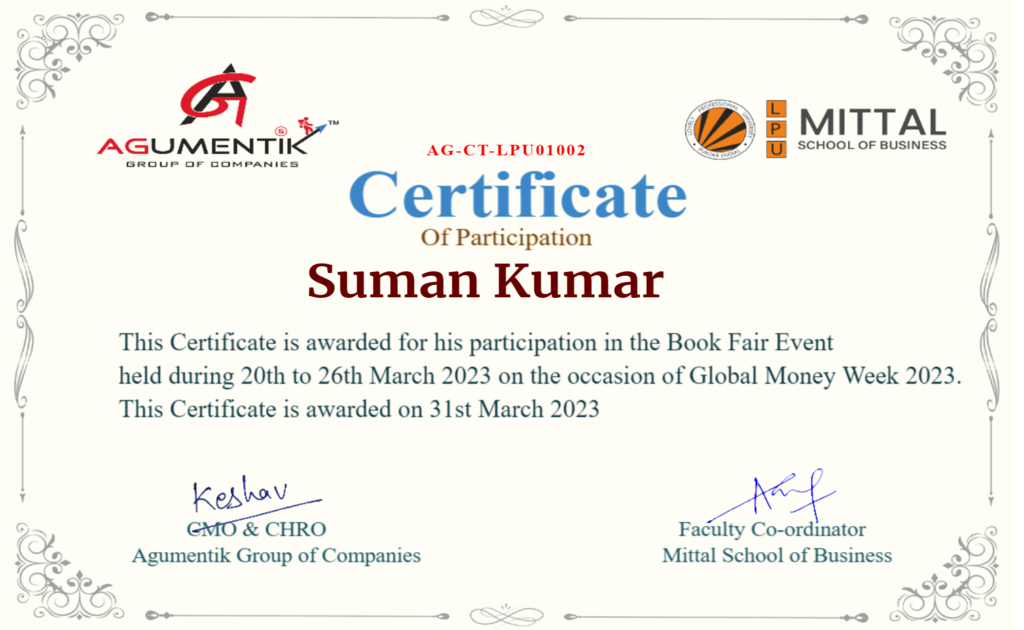 AGUMENTIK
S
TM
GROUP OF COMPANIES
LOVELY PROFESSIONAL UNIVERSITY
PUNJAB (INDIA)
L
P
U
MITTAL
SCHOOL OF BUSINESS
AG-CT-LPU01002
Certificate
Of Participation
Suman Kumar
This Certificate is awarded for his participation in the Book Fair Event
held during 20th to 26th March 2023 on the occasion of Global Money Week 2023.
This Certificate is awarded on 31st March 2023
Keshav
CMO & CHRO
Agumentik Group of Companies
Faculty Co-ordinator
Mittal School of Business